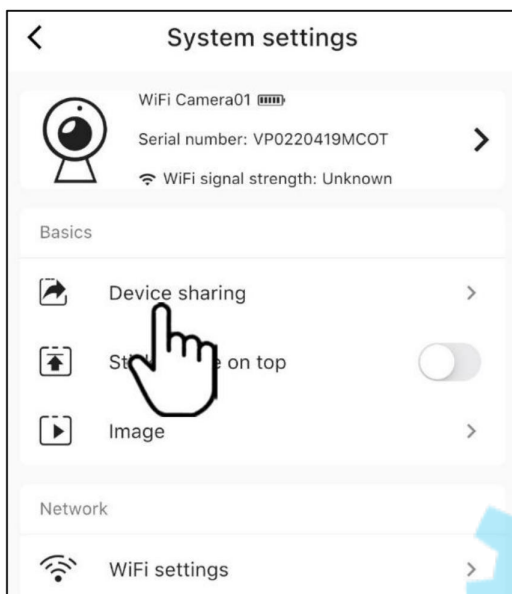 System settings
WiFi Camera01
Serial number: VP0220419MCOT
WiFi signal strength: Unknown
Basics
Device sharing
on top
Image
Network
WiFi settings